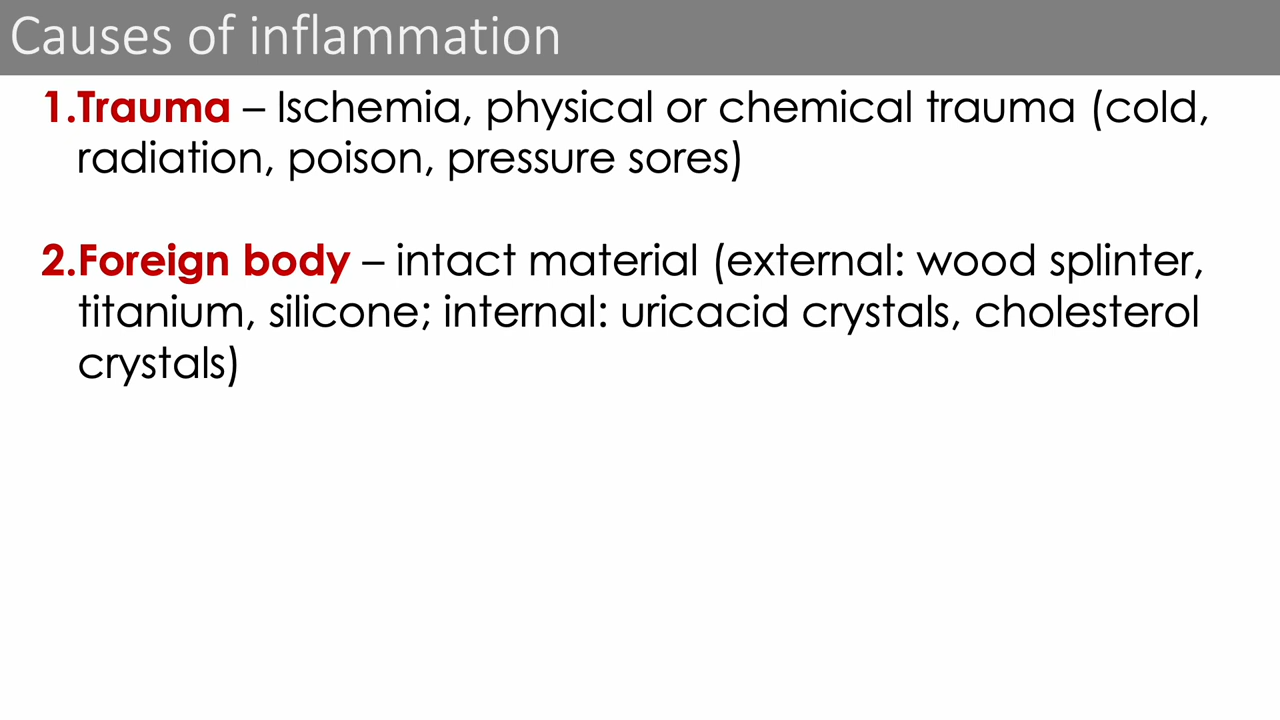 Causes of inflammation
1.Trauma – Ischemia, physical or chemical trauma (cold,
radiation, poison, pressure sores)
2.Foreign body – intact material (external: wood splinter,
titanium, silicone; internal: uricacid crystals, cholesterol
crystals)